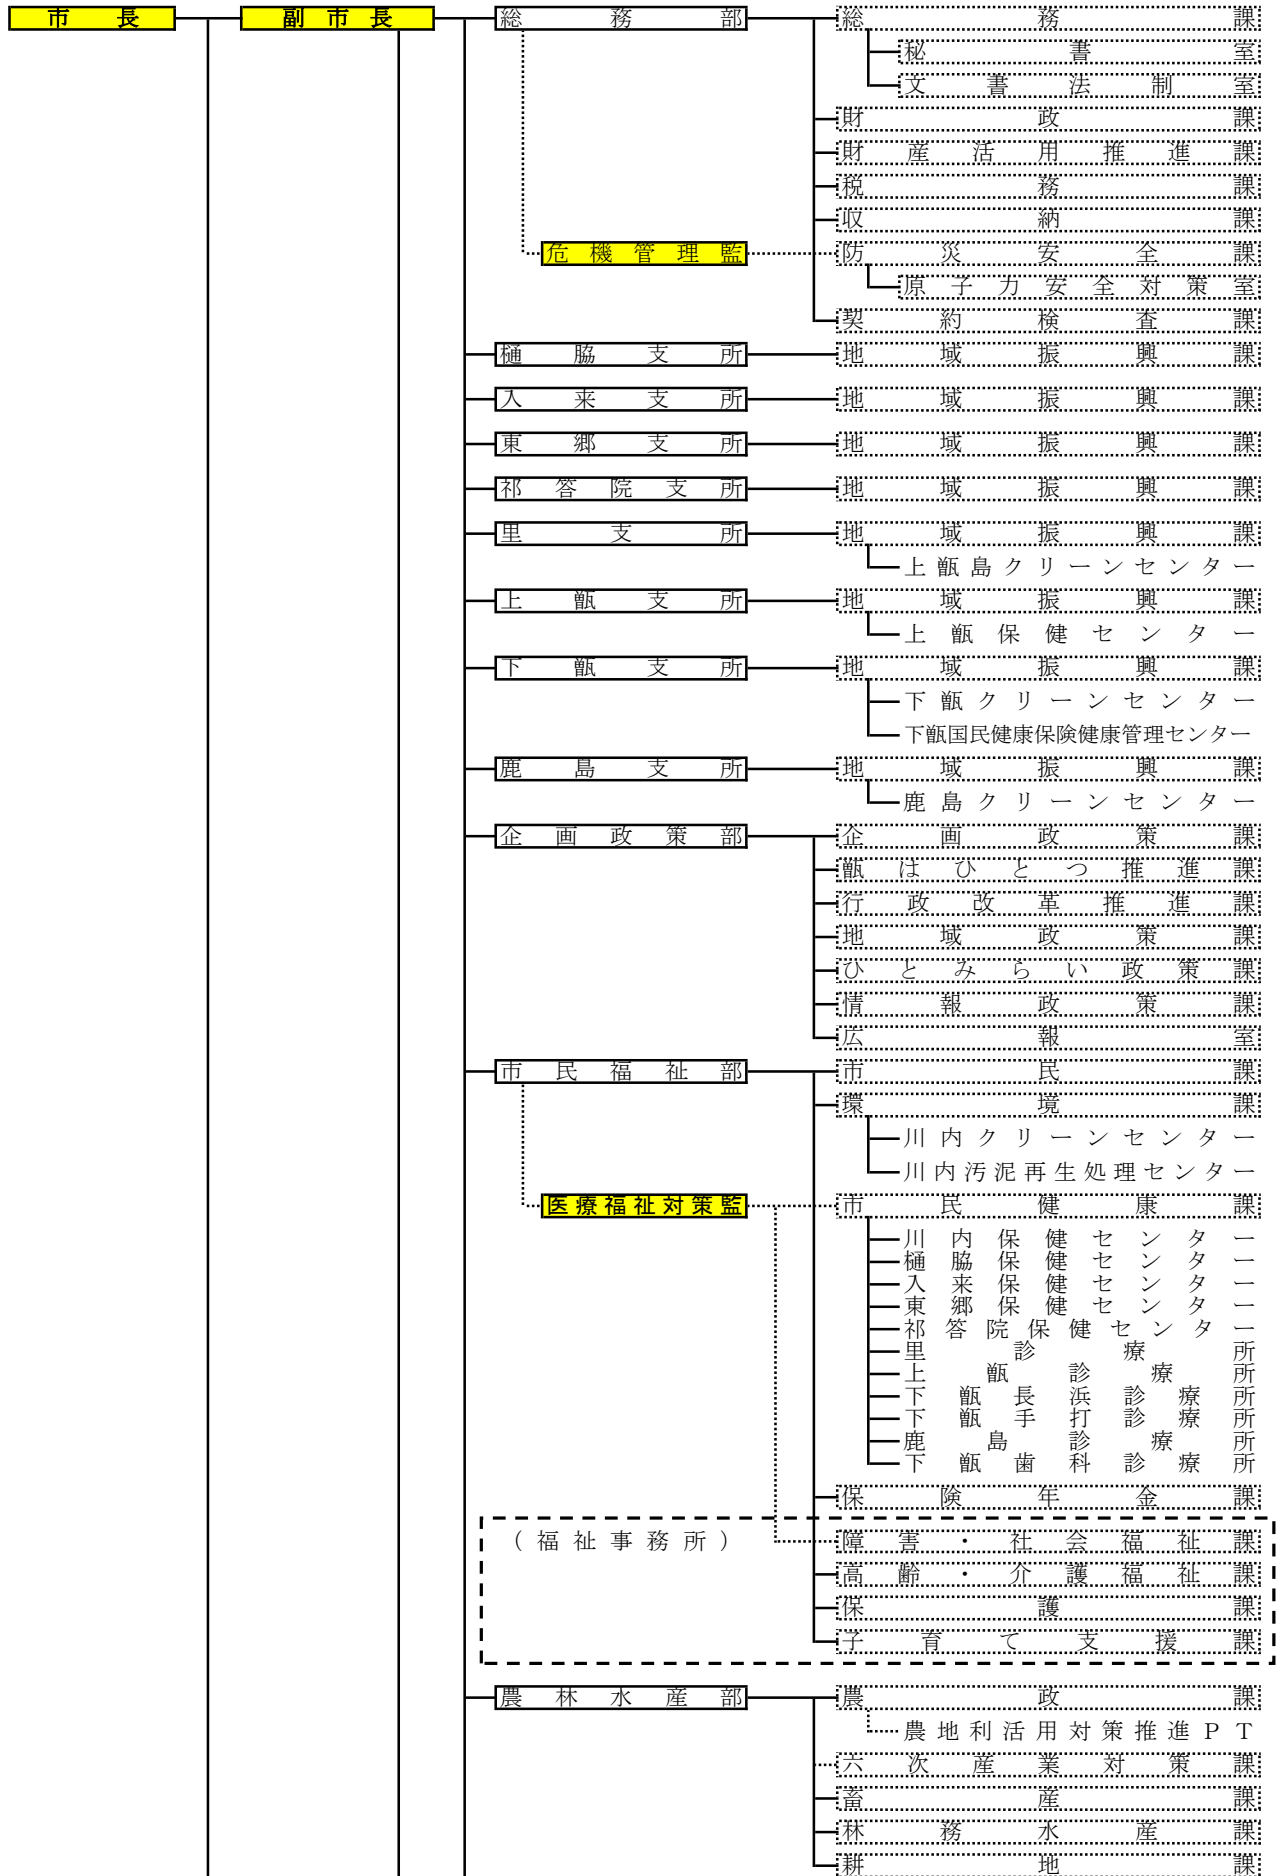 市長 副市長 総務部 総務課
秘書室
文書法制室
財政課
財産活用推進課
税務課
収納課
危機管理監 防災安全課
原子力安全対策室
契約検査課
樋脇支所 地域振興課
入来支所 地域振興課
東郷支所 地域振興課
祁答院支所 地域振興課
里支所 地域振興課
上甑島クリーンセンター
上甑支所 地域振興課
上甑保健センター
下甑支所 地域振興課
下甑クリーンセンター
下甑国民健康保険健康管理センター
鹿島支所 地域振興課
鹿島クリーンセンター
企画政策部 企画政策課
甑はひとつ推進課
行政改革推進課
地域政策課
ひとみらい政策課
情報政策課
広報室
市民福祉部 市民課
環境課
川内クリーンセンター
川内汚泥再生処理センター
医療福祉対策監 市民健康課
川内保健センター
樋脇保健センター
入来保健センター
東郷保健センター
祁答院保健センター
里診療所
上甑診療所
下甑長浜診療所
下甑手打診療所
鹿島診療所
下甑歯科診療所
保険年金課
（福祉事務所） 障害・社会福祉課
高齢・介護福祉課
保護課
子育て支援課
農林水産部 農政課
農地利活用対策推進ＰＴ
六次産業対策課
畜産課
林務水産課
耕地課